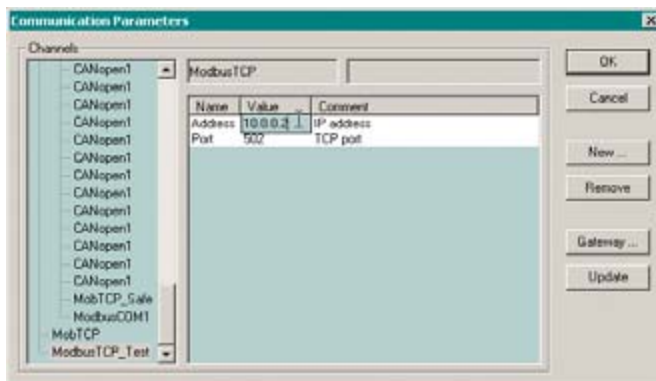 Communication Parameters
Channels
CANopen1
CANopen1
CANopen1
CANopen1
CANopen1
CANopen1
CANopen1
CANopen1
CANopen1
CANopen1
CANopen1
CANopen1
CANopen1
MobTCP_Safe
ModbusCOM1
MobTCP
ModbusTCP_Test
ModbusTCP
Name Value Comment
Address 10.0.0.2 IP address
Port 502 TCP port
OK
Cancel
New ...
Remove
Gateway ...
Update